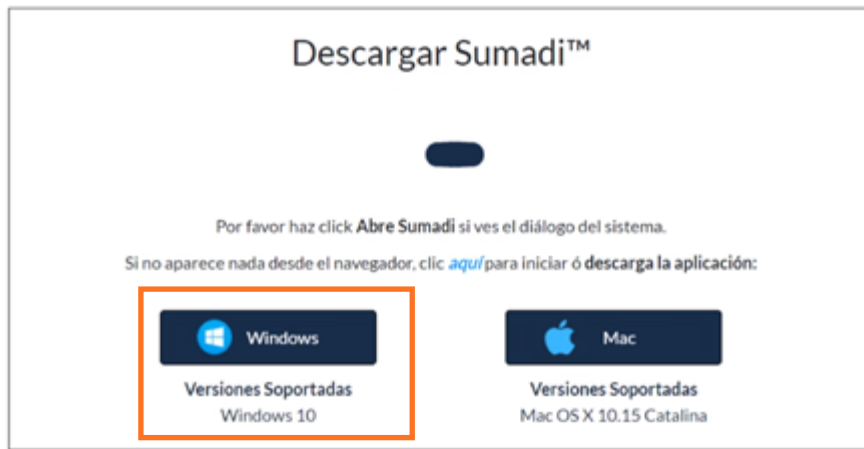 Descargar Sumadi™
Por favor haz click Abre Sumadi si ves el diálogo del sistema.
Si no aparece nada desde el navegador, clic aquí para iniciar ó descarga la aplicación:
Windows
Mac
Versiones Soportadas
Versiones Soportadas
Windows 10
Mac OS X 10.15 Catalina